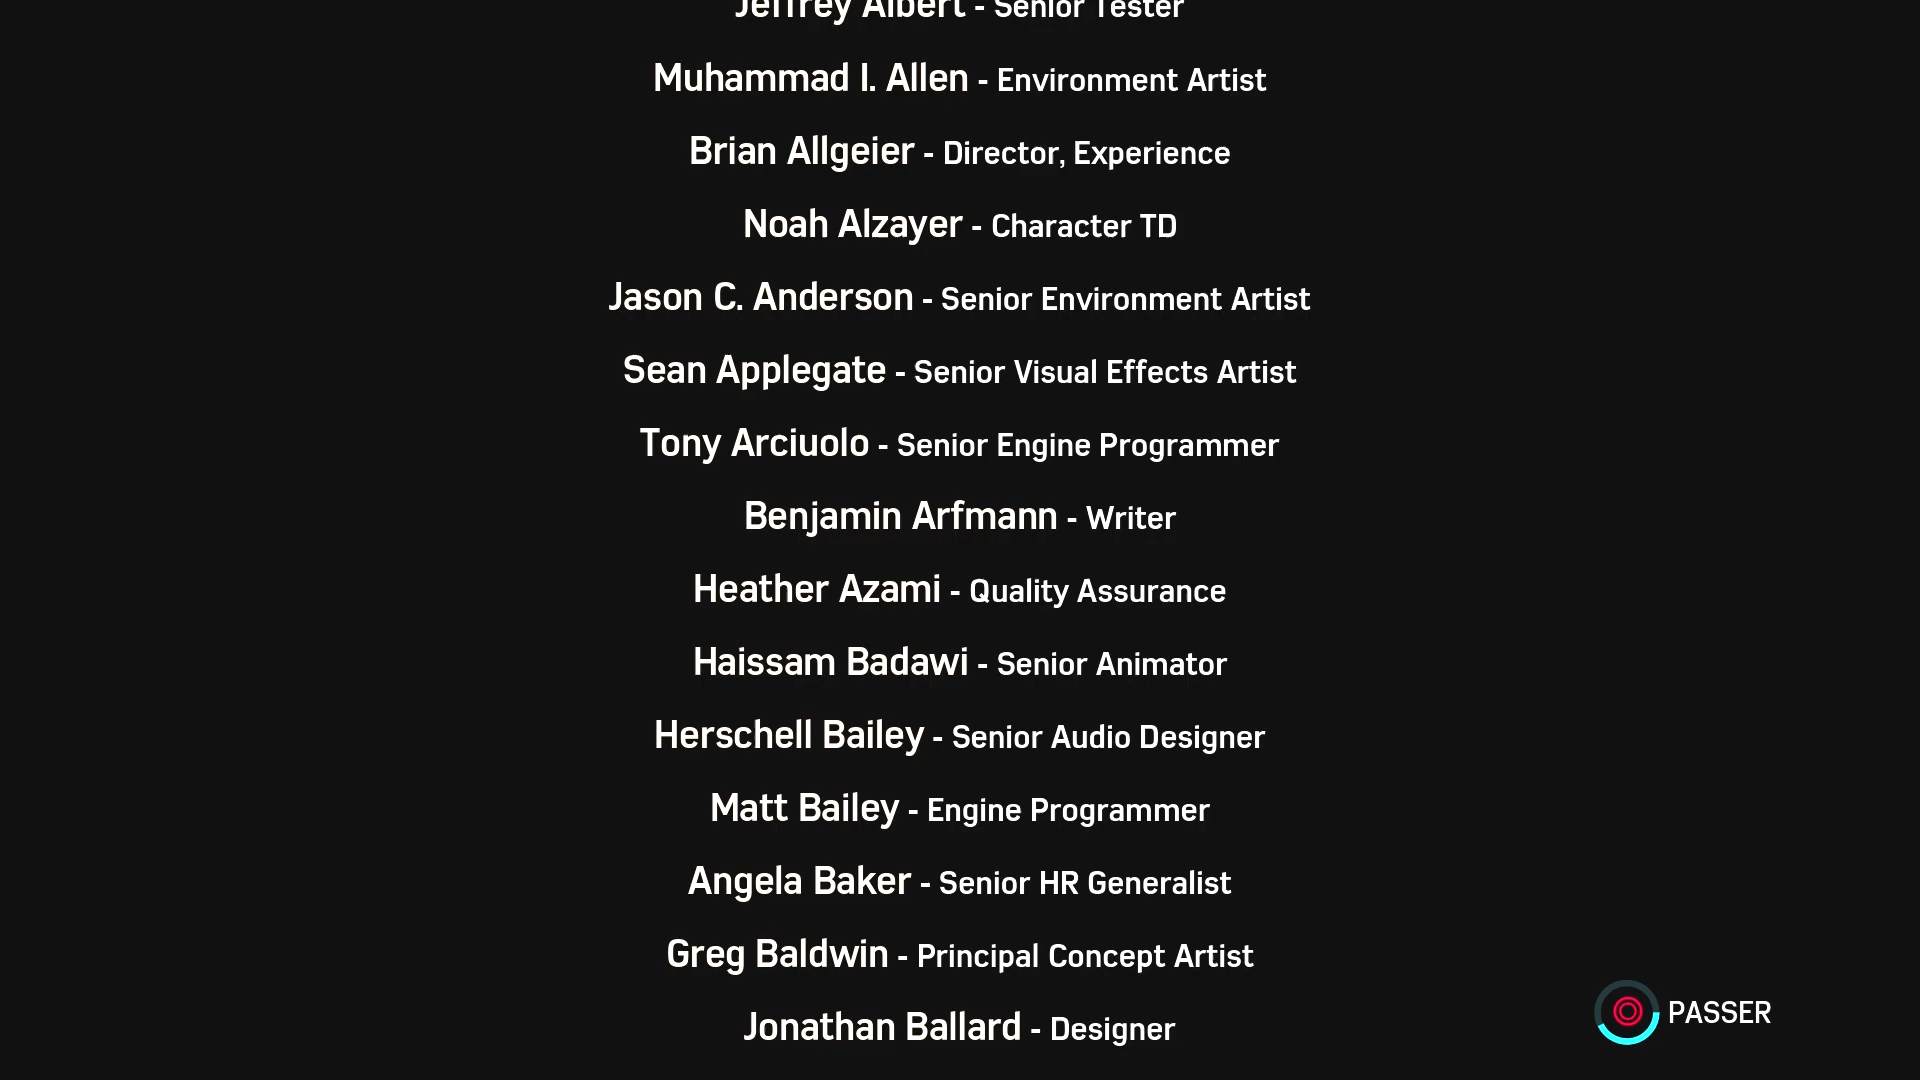 Jeffrey Albert - Senior Tester
Muhammad I. Allen - Environment Artist
Brian Allgeier - Director, Experience
Noah Alzayer - Character TD
Jason C. Anderson - Senior Environment Artist
Sean Applegate - Senior Visual Effects Artist
Tony Arciuolo - Senior Engine Programmer
Benjamin Arfmann - Writer
Heather Azami - Quality Assurance
Haissam Badawi - Senior Animator
Herschell Bailey - Senior Audio Designer
Matt Bailey - Engine Programmer
Angela Baker - Senior HR Generalist
Greg Baldwin - Principal Concept Artist
PASSER
Jonathan Ballard - Designer